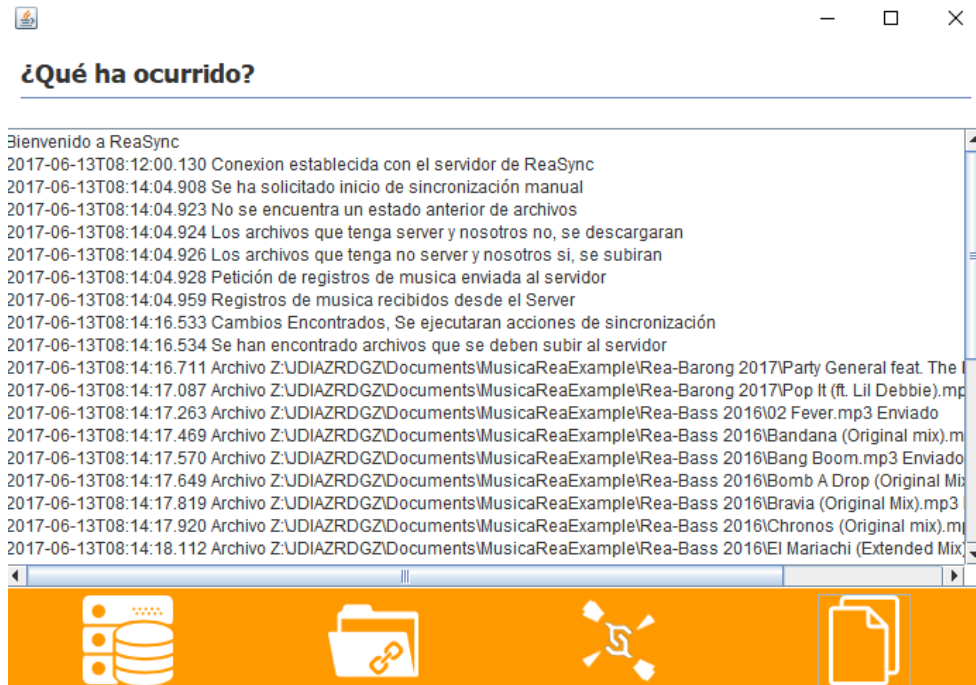 ¿Qué ha ocurrido?
Bienvenido a ReaSync
2017-06-13T08:12:00.130 Conexion establecida con el servidor de ReaSync
2017-06-13T08:14:04.908 Se ha solicitado inicio de sincronización manual
2017-06-13T08:14:04.923 No se encuentra un estado anterior de archivos
2017-06-13T08:14:04.924 Los archivos que tenga server y nosotros no, se descargaran
2017-06-13T08:14:04.926 Los archivos que tenga no server y nosotros si, se subiran
2017-06-13T08:14:04.928 Petición de registros de musica enviada al servidor
2017-06-13T08:14:04.959 Registros de musica recibidos desde el Server
2017-06-13T08:14:16.533 Cambios Encontrados, Se ejecutaran acciones de sincronización
2017-06-13T08:14:16.534 Se han encontrado archivos que se deben subir al servidor
2017-06-13T08:14:16.711 Archivo Z:\JDIAZRDGZ\Documents\MusicaReaExample\Rea-Barong 2017\Party General feat. The
2017-06-13T08:14:17.087 Archivo Z:\JDIAZRDGZ\Documents\MusicaReaExample\Rea-Barong 2017\Pop It (ft. Lil Debbie).mp
2017-06-13T08:14:17.263 Archivo Z:\JDIAZRDGZ\Documents\MusicaReaExample\Rea-Bass 2016\02 Fever.mp3 Enviado
2017-06-13T08:14:17.469 Archivo Z:\JDIAZRDGZ\Documents\MusicaReaExample\Rea-Bass 2016\Bandana (Original mix).m
2017-06-13T08:14:17.570 Archivo Z:\JDIAZRDGZ\Documents\MusicaReaExample\Rea-Bass 2016\Bang Boom.mp3 Enviado
2017-06-13T08:14:17.649 Archivo Z:\JDIAZRDGZ\Documents\MusicaReaExample\Rea-Bass 2016\Bomb A Drop (Original Mi
2017-06-13T08:14:17.819 Archivo Z:\JDIAZRDGZ\Documents\MusicaReaExample\Rea-Bass 2016\Bravia (Original Mix).mp3
2017-06-13T08:14:17.920 Archivo Z:\JDIAZRDGZ\Documents\MusicaReaExample\Rea-Bass 2016\Chronos (Original mix).m
2017-06-13T08:14:18.112 Archivo Z:\JDIAZRDGZ\Documents\MusicaReaExample\Rea-Bass 2016\El Mariachi (Extended Mix